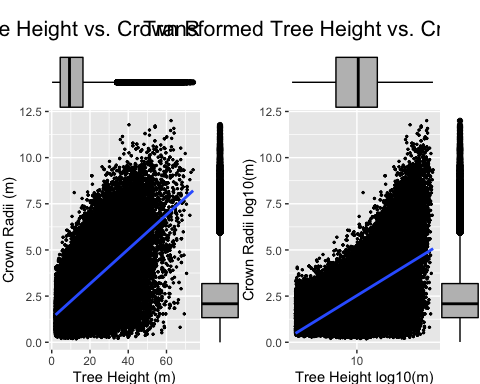 e Height vs. Crown R
formed Tree Height vs. Cr
12.5
10.0
7.5
5.0
2.5
0.0
Crown Radii (m)
0 20 40 60
Tree Height (m)
12.5
10.0
7.5
5.0
2.5
0.0
Crown Radii log10(m)
10
Tree Height log10(m)